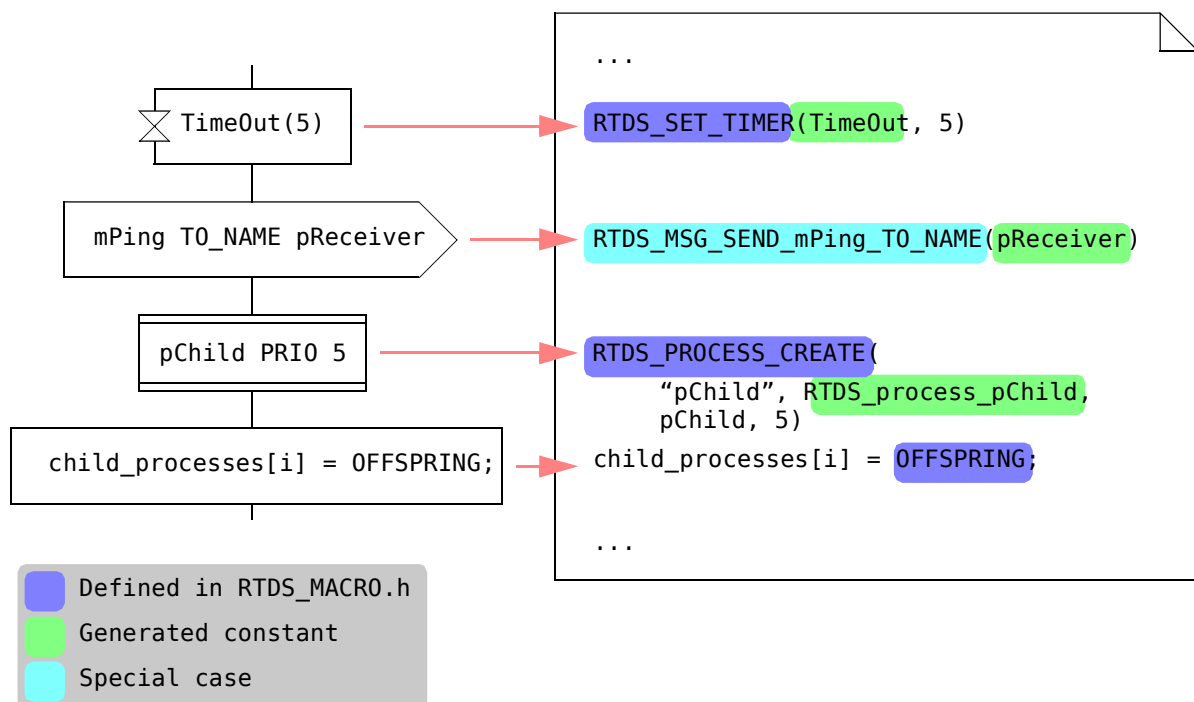 ...
TimeOut(5)
RTDS_SET_TIMER(TimeOut, 5)
mPing TO_NAME pReceiver
RTDS_MSG_SEND_mPing_TO_NAME(pReceiver)
pChild PRIO 5
RTDS_PROCESS_CREATE(
“pChild”, RTDS_process_pChild,
pChild, 5)
child_processes[i] = OFFSPRING;
child_processes[i] = OFFSPRING;
...
Defined in RTDS_MACRO.h
Generated constant
Special case